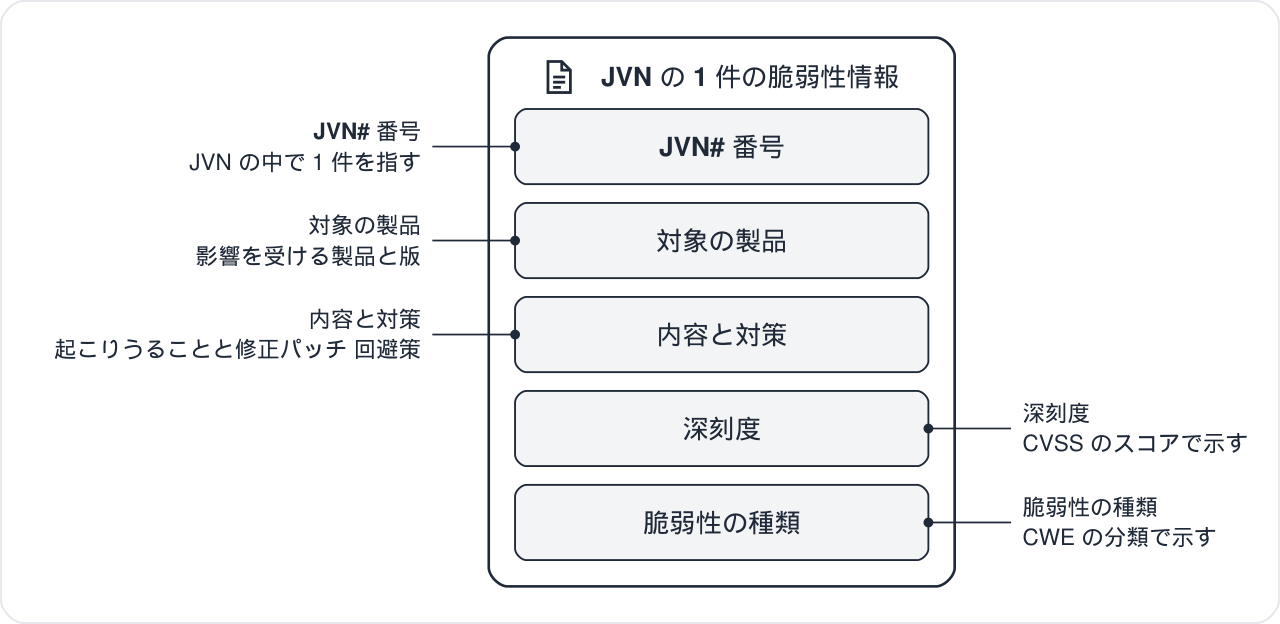 JVN の 1 件の脆弱性情報
JVN# 番号
JVN の中で 1 件を指す
JVN# 番号
対象の製品
影響を受ける製品と版
対象の製品
内容と対策
起こりうることと修正パッチ 回避策
内容と対策
深刻度
深刻度
CVSS のスコアで示す
脆弱性の種類
脆弱性の種類
CWE の分類で示す